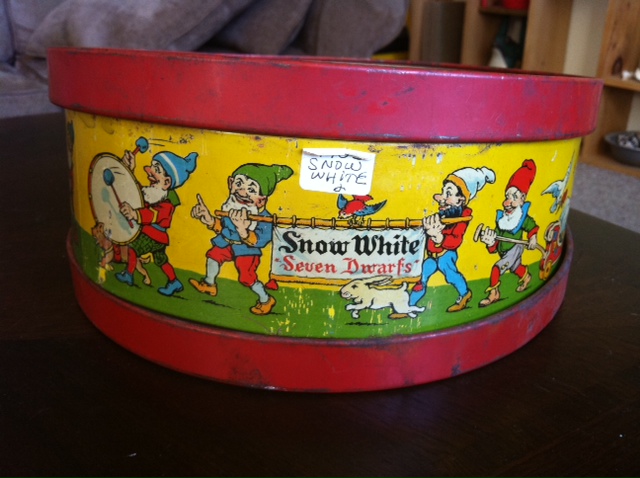 SNOW
WHITE
&
Snow White
Seven Dwarfs